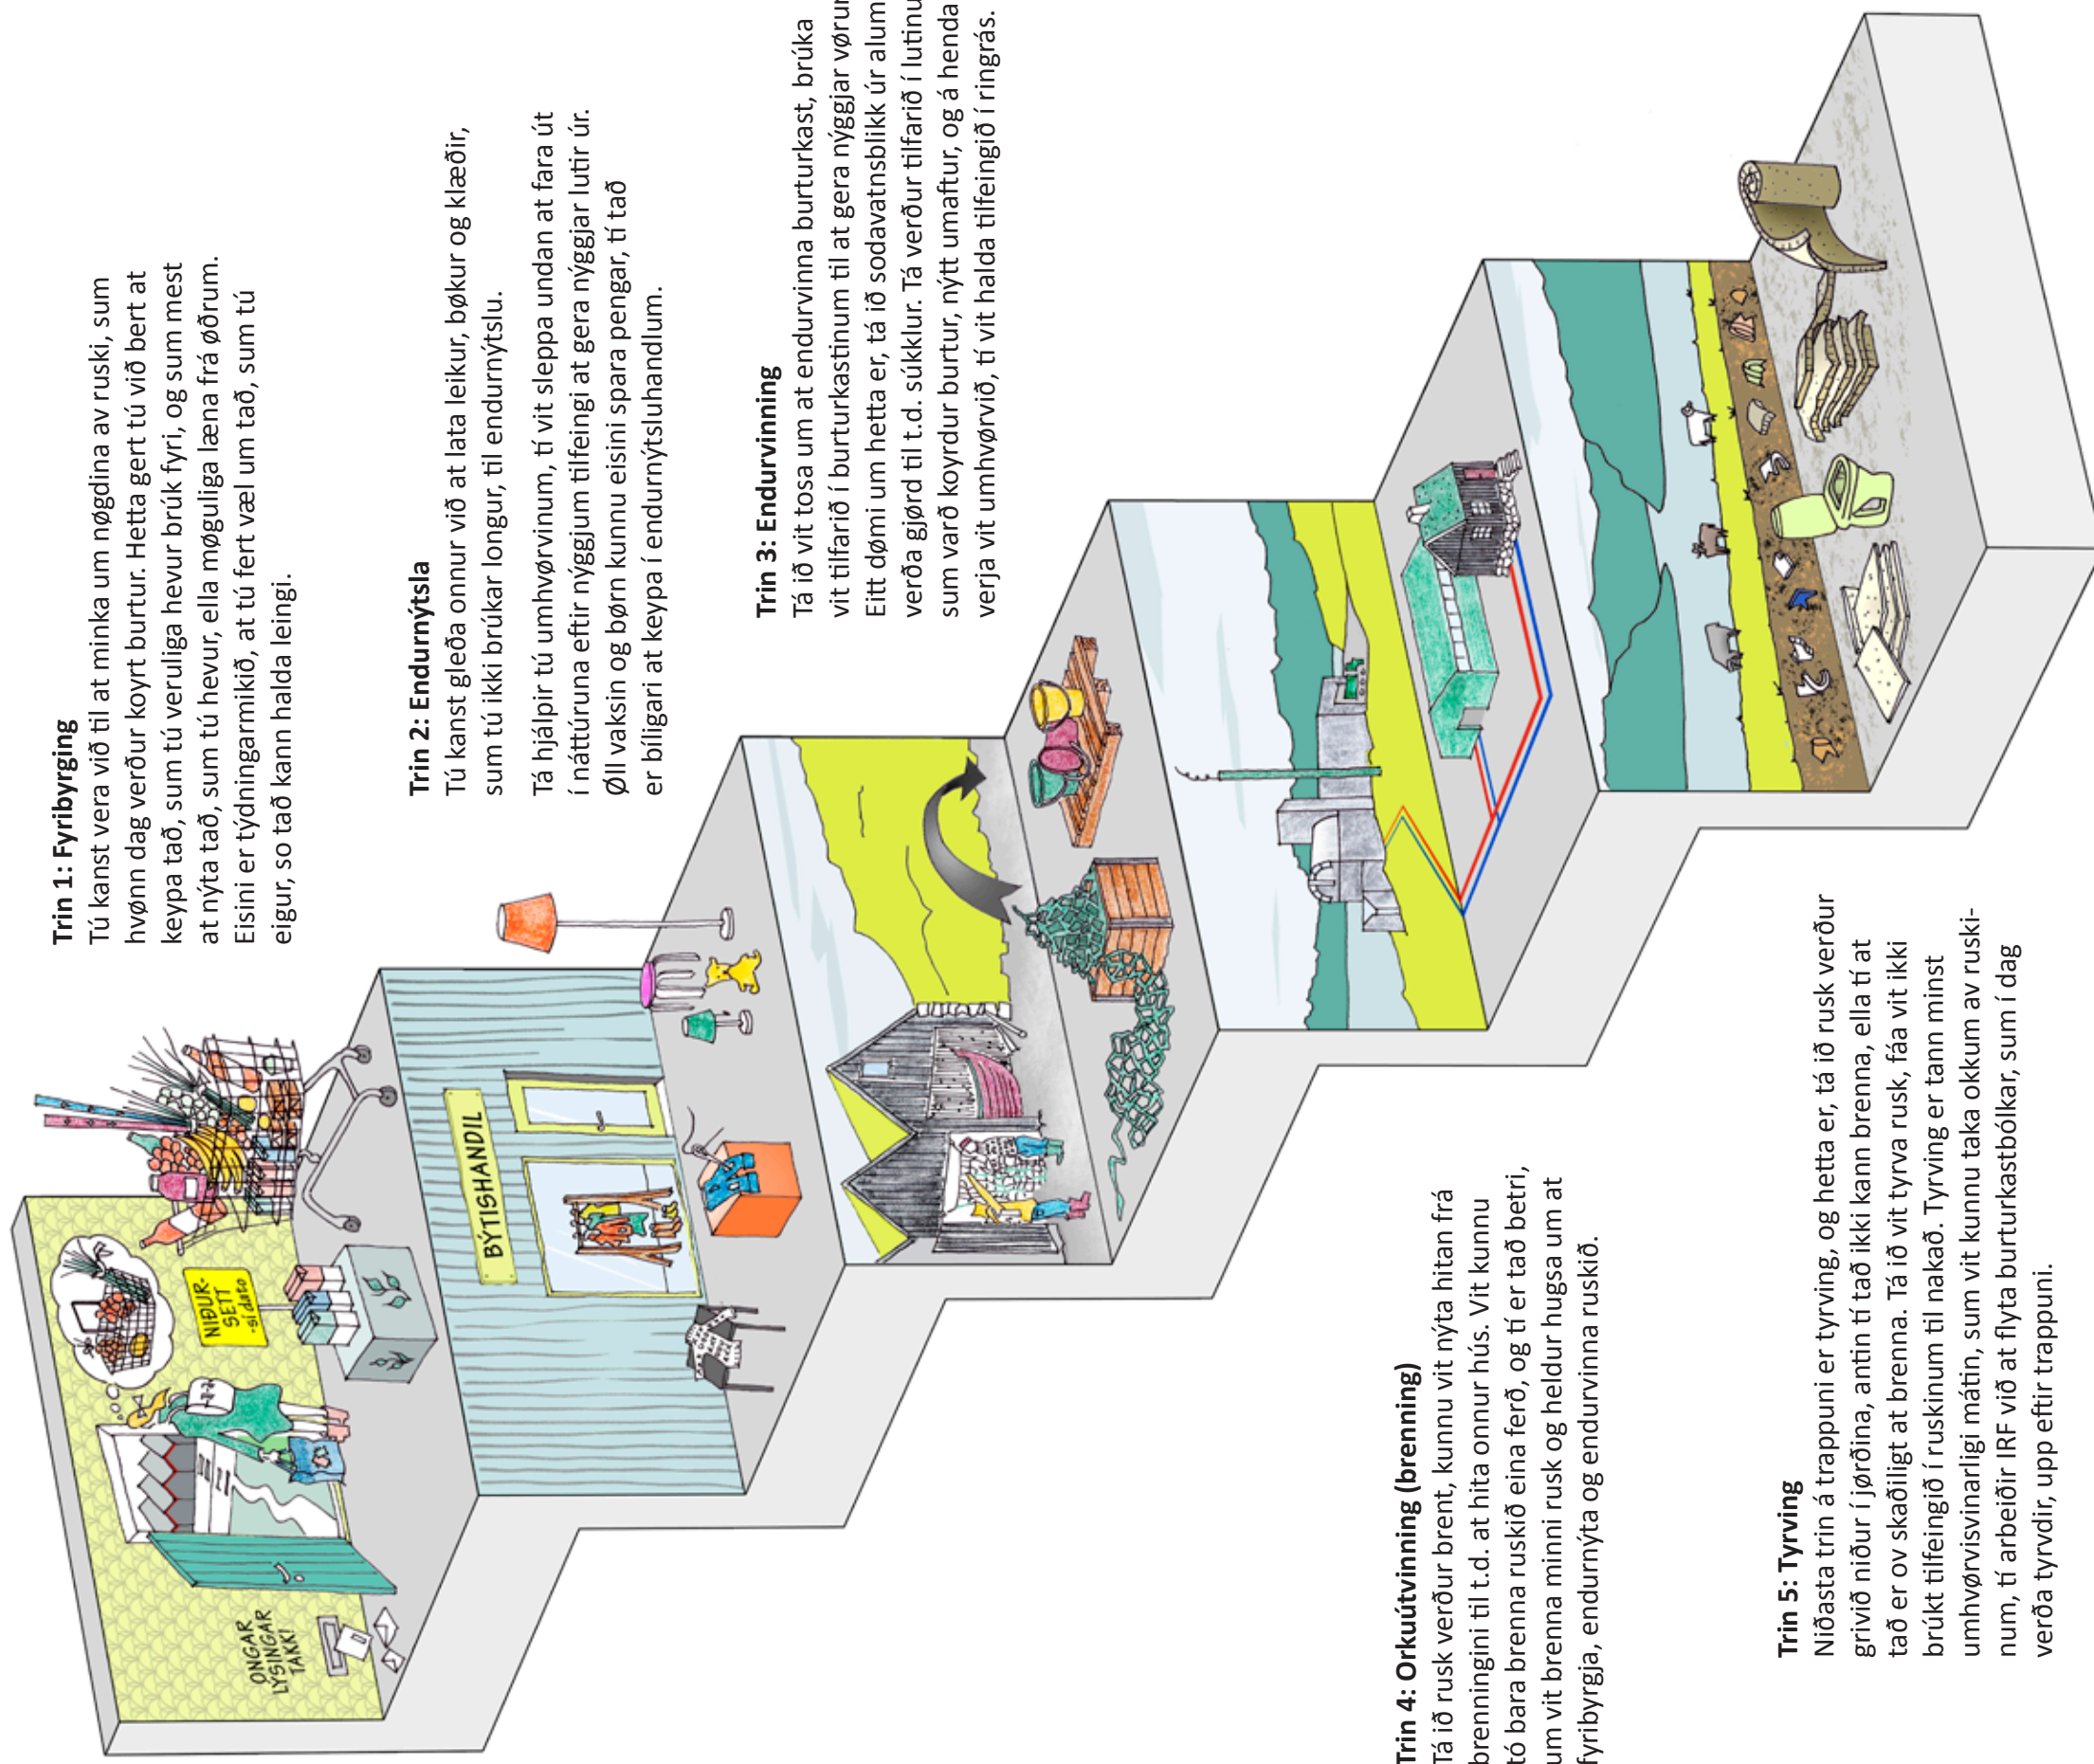 Trin 1: Fyribyrging
Tú kanst vera við til at minka um nøgdina av ruski, sum
hvønn dag verður koyrt burtur. Hetta gert tú við bert at
keypa tað, sum tú veruliga hevur brúk fyri, og sum mest
at nýta tað, sum tú hevur, ella møguliga læna frá øðrum.
Eisini er týdningarmikið, at tú fert væl um tað, sum tú
eigur, so tað kann halda leingi.
Trin 2: Endurnýtsla
Tú kanst gleða onnur við at lata leikur, bøkur og klæðir,
sum tú ikki brúkar longur, til endurnýtslu.
Tá hjálpir tú umhvørvinum, tí vit sleppa undan at fara út
í náttúruna eftir nýggjum tilfeingi at gera nýggjar lutir úr.
Øll vaksin og børn kunnu eisini spara pengar, tí tað
er bíligari at keypa í endurnýtsluhandlum.
Trin 3: Endurvinning
Tá ið vit tosa um at endurvinna burturkast, brúka
vit tilfarið í burturkastinum til at gera nýggjar vørur.
Eitt dømi um hetta er, tá ið sodavatnsblikk úr alum
verða gjørd til t.d. súkklur. Tá verður tilfarið í lutinum,
sum varð koyrdur burtur, nýtt umaftur, og á henda
verja vit umhvørvið, tí vit halda tilfeingið í ringrás.
ONGAR
LÝSINGAR
TAKK!
NIÐUR-
SETT
-sí dato
BÝTISHANDIL
Trin 4: Orkuútvinning (brenning)
Tá ið rusk verður brent, kunnu vit nýta hitan frá
brenningini til t.d. at hita onnur hús. Vit kunnu
tó bara brenna ruskið eina ferð, og tí er tað betri,
um vit brenna minni rusk og heldur hugsa um at
fyribyrgja, endurnýta og endurvinna ruskið.
Trin 5: Tyrving
Niðasta trin á trappuni er tyrving, og hetta er, tá ið rusk verður
grivið niður í jørðina, antin tí tað ikki kann brenna, ella tí at
tað er ov skaðiligt at brenna. Tá ið vit tyrva rusk, fáa vit ikki
brúkt tilfeingið í ruskinum til nakað. Tyrving er tann minst
umhvørvisvinarligi mátin, sum vit kunnu taka okkum av ruski-
num, tí arbeiðir IRF við at flyta burturkastbólkar, sum í dag
verða tyrvdir, upp eftir trappuni.